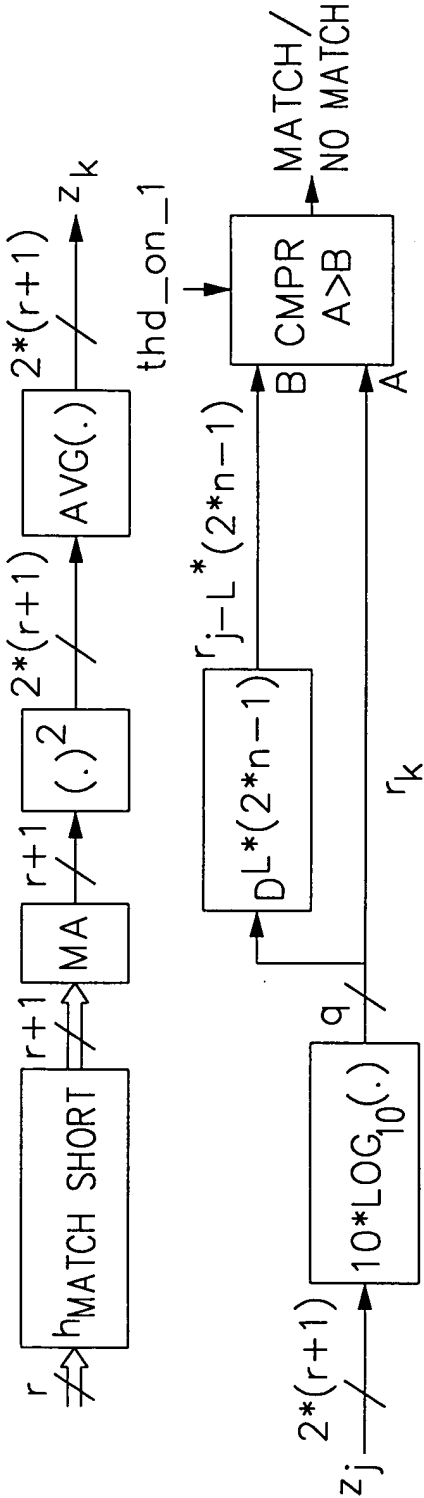 r
h_MATCH SHORT
r+1
MA
r+1
(.)^2
2*(r+1)
AVG(.)
2*(r+1)
z_k
z_j
2*(r+1)
10*LOG_10(.)
q
D^L*(2*n-1)
r_j-L*(2*n-1)
r_k
thd_on_1
B
A
CMPR
A>B
MATCH/
NO MATCH